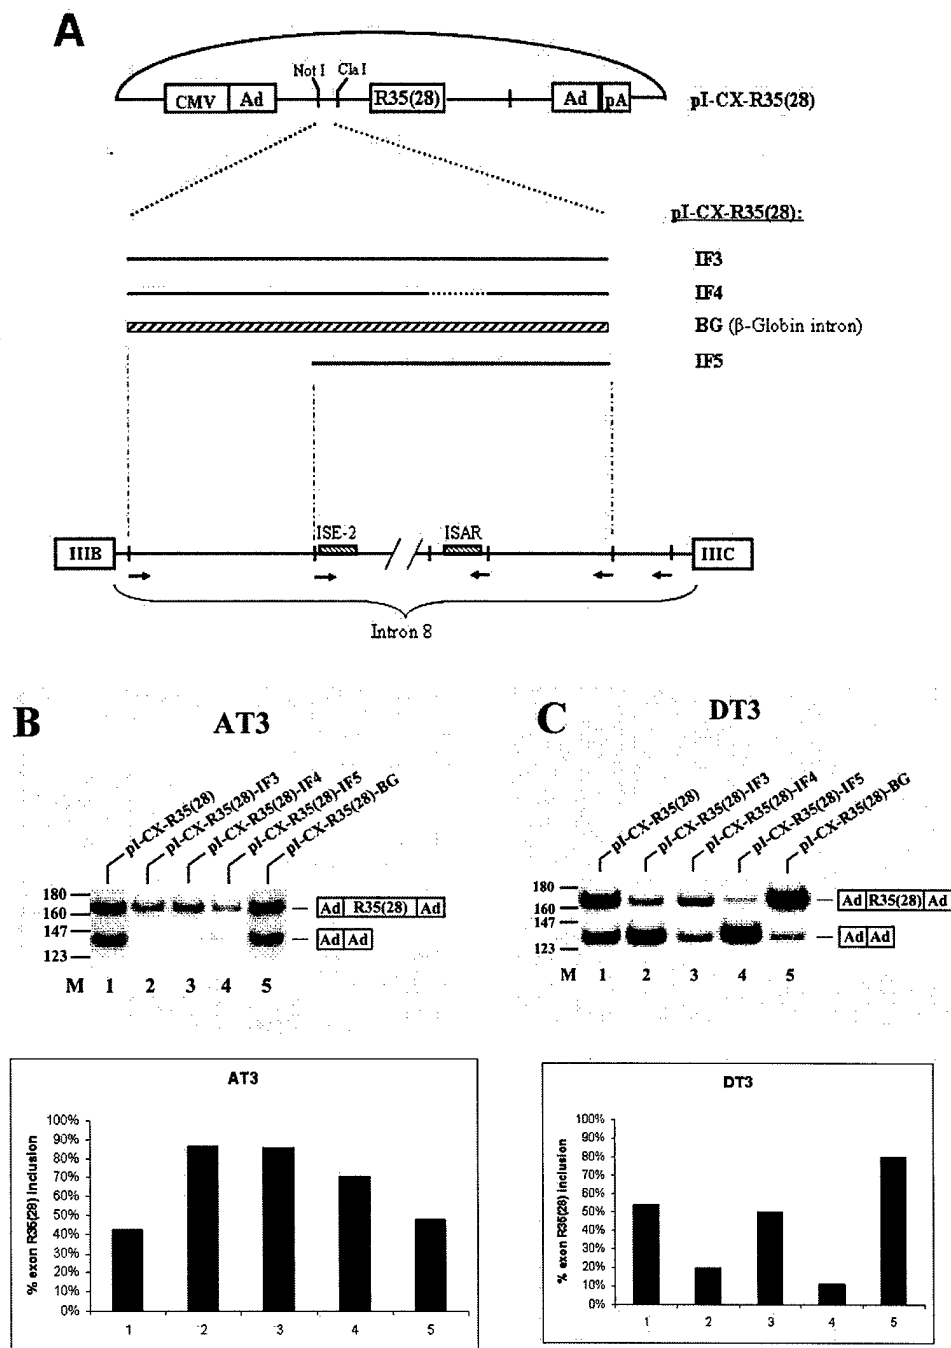 A
Not I Cla I
CMV Ad R35(28) Ad pA pI-CX-R35(28)
pI-CX-R35(28):
IF3
IF4
BG (β-Globin intron)
IF5
ISE-2 ISAR
IIIB IIIC
Intron 8
B AT3
pI-CX-R35(28)
pI-CX-R35(28)-IF3
pI-CX-R35(28)-IF4
pI-CX-R35(28)-IF5
pI-CX-R35(28)-BG
180
160
147
123
Ad R35(28) Ad
Ad Ad
M 1 2 3 4 5
C DT3
pI-CX-R35(28)
pI-CX-R35(28)-IF3
pI-CX-R35(28)-IF4
pI-CX-R35(28)-IF5
pI-CX-R35(28)-BG
180
160
147
123
Ad R35(28) Ad
Ad Ad
M 1 2 3 4 5
AT3
% exon R35(28) inclusion
100%
90%
80%
70%
60%
50%
40%
30%
20%
10%
0%
1 2 3 4 5
DT3
% exon R35(28) inclusion
100%
90%
80%
70%
60%
50%
40%
30%
20%
10%
0%
1 2 3 4 5